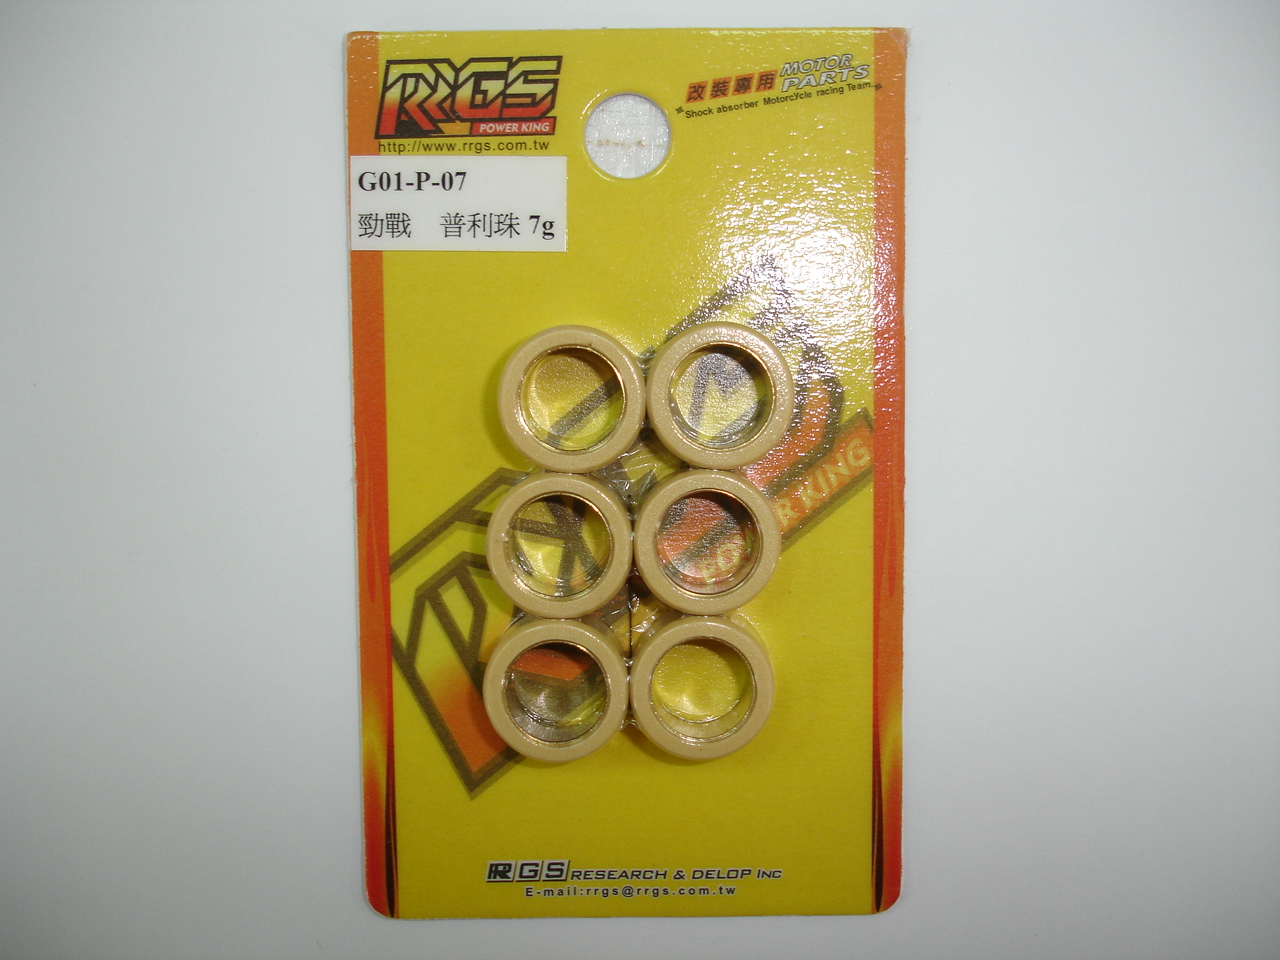 RRGS
POWER KING
http://www.rrgs.com.tw
改裝專用 MOTOR PARTS
Shock absorber Motorcycle racing Team
G01-P-07
勁戰 普利珠 7g
POWER KING
RRGS RESEARCH & DELOP INC
E-mail:rrgs@rrgs.com.tw